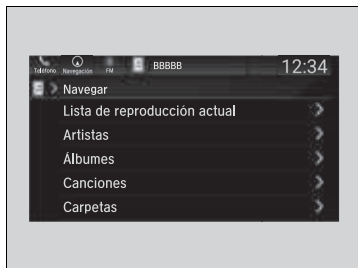 Teléfono Navegación FM BBBBB 12:34
Navegar
Lista de reproducción actual
Artistas
Álbumes
Canciones
Carpetas